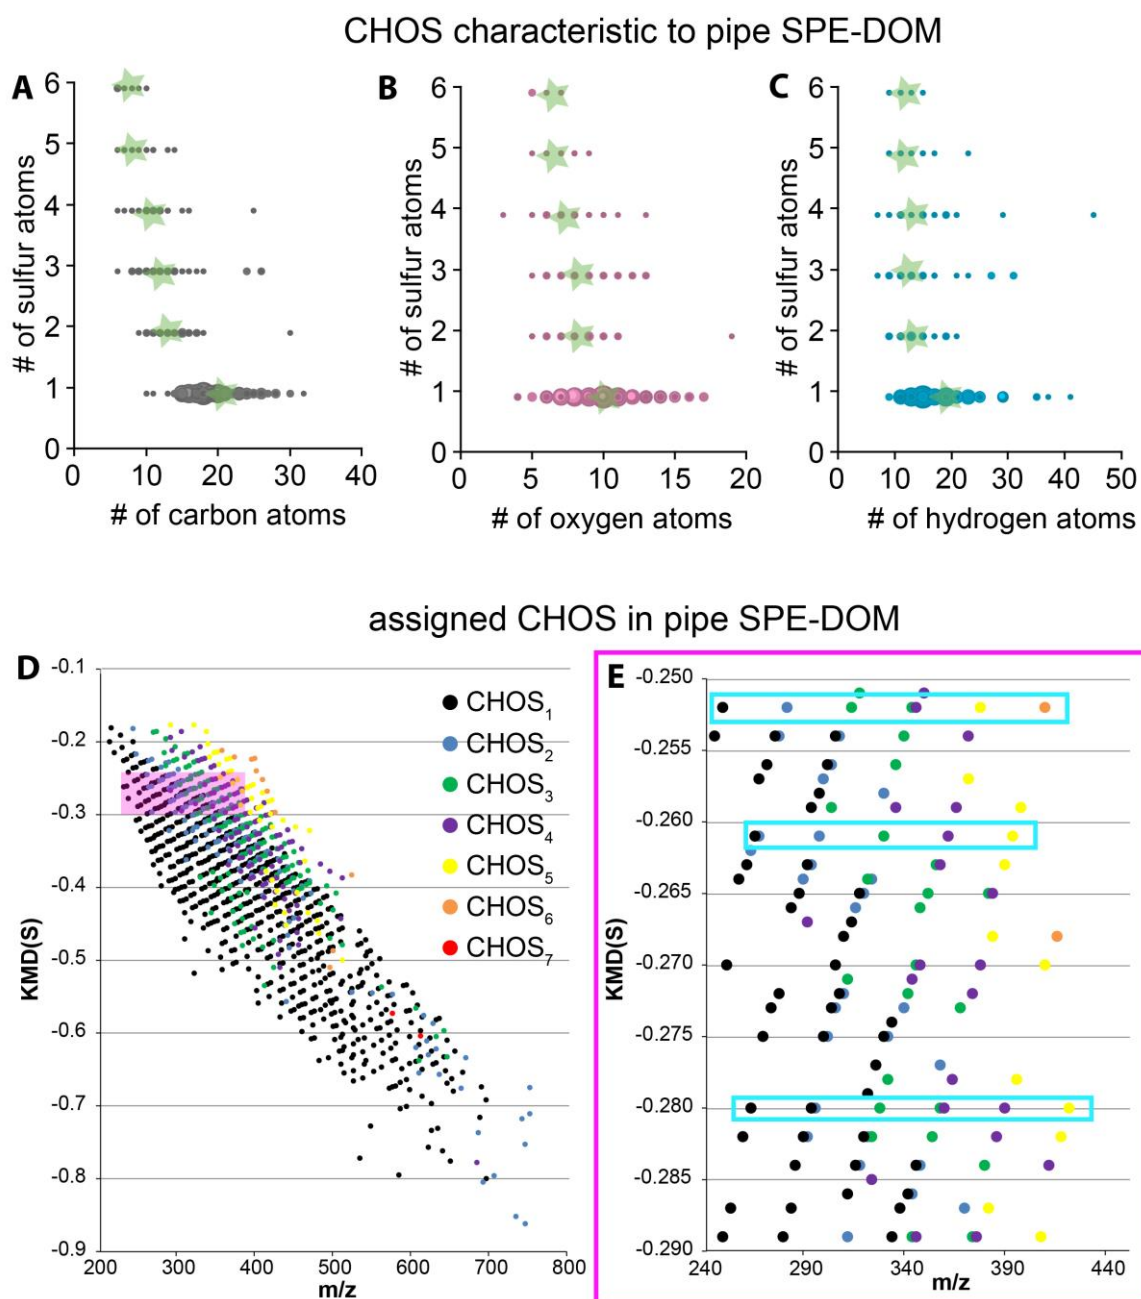 CHOS characteristic to pipe SPE-DOM
A
B
C
6
5
4
3
2
1
0
# of sulfur atoms
0 10 20 30 40
# of carbon atoms
6
5
4
3
2
1
0
# of sulfur atoms
0 5 10 15 20
# of oxygen atoms
6
5
4
3
2
1
0
# of sulfur atoms
0 10 20 30 40 50
# of hydrogen atoms
assigned CHOS in pipe SPE-DOM
D
-0.1
-0.2
-0.3
-0.4
-0.5
-0.6
-0.7
-0.8
-0.9
KMD(S)
200 300 400 500 600 700 800
m/z
CHOS1
CHOS2
CHOS3
CHOS4
CHOS5
CHOS6
CHOS7
E
-0.250
-0.255
-0.260
-0.265
-0.270
-0.275
-0.280
-0.285
-0.290
KMD(S)
240 290 340 390 440
m/z